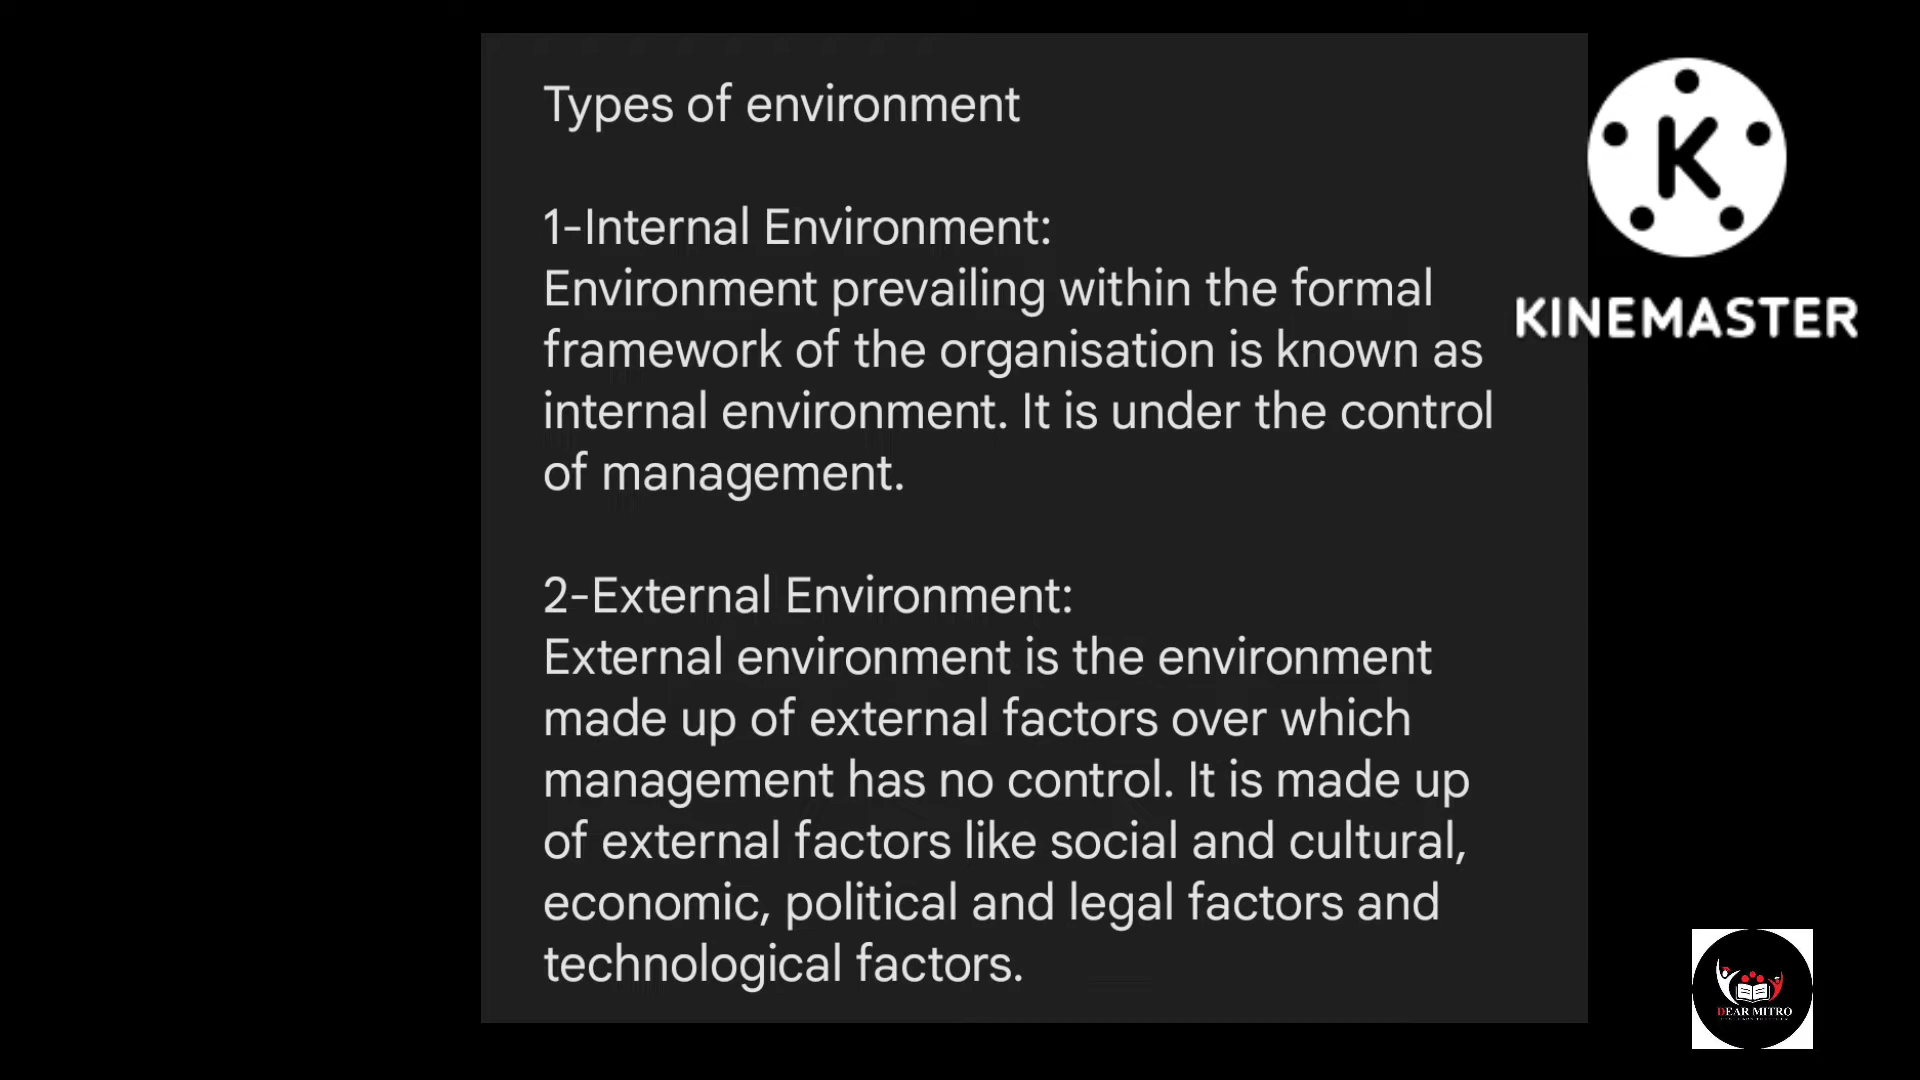 Types of environment
1-Internal Environment:
Environment prevailing within the formal
framework of the organisation is known as
internal environment. It is under the control
of management.
2-External Environment:
External environment is the environment
made up of external factors over which
management has no control. It is made up
of external factors like social and cultural,
economic, political and legal factors and
technological factors.
K
KINEMASTER
DEAR MITRO